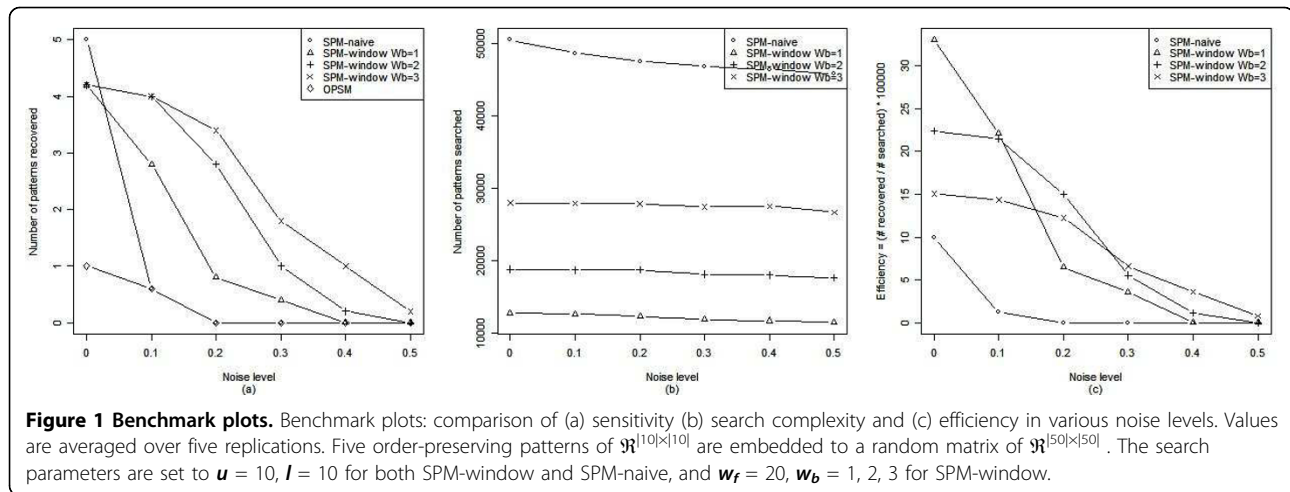 Number of patterns recovered
5
4
3
2
1
0
SPM-naive
SPM-window Wb=1
SPM-window Wb=2
SPM-window Wb=3
OPSM
0 0.1 0.2 0.3 0.4 0.5
Noise level
(a)
Number of patterns searched
50000
40000
30000
20000
10000
SPM-naive
SPM-window Wb=1
SPM-window Wb=2
SPM-window Wb=3
0 0.1 0.2 0.3 0.4 0.5
Noise level
(b)
Efficiency = (# recovered / # searched) * 100000
30
25
20
15
10
5
0
SPM-naive
SPM-window Wb=1
SPM-window Wb=2
SPM-window Wb=3
0 0.1 0.2 0.3 0.4 0.5
Noise level
(c)
Figure 1 Benchmark plots. Benchmark plots: comparison of (a) sensitivity (b) search complexity and (c) efficiency in various noise levels. Values
are averaged over five replications. Five order-preserving patterns of ℜ^|10|×|10| are embedded to a random matrix of ℜ^|50|×|50| . The search
parameters are set to u = 10, l = 10 for both SPM-window and SPM-naive, and w_f = 20, w_b = 1, 2, 3 for SPM-window.